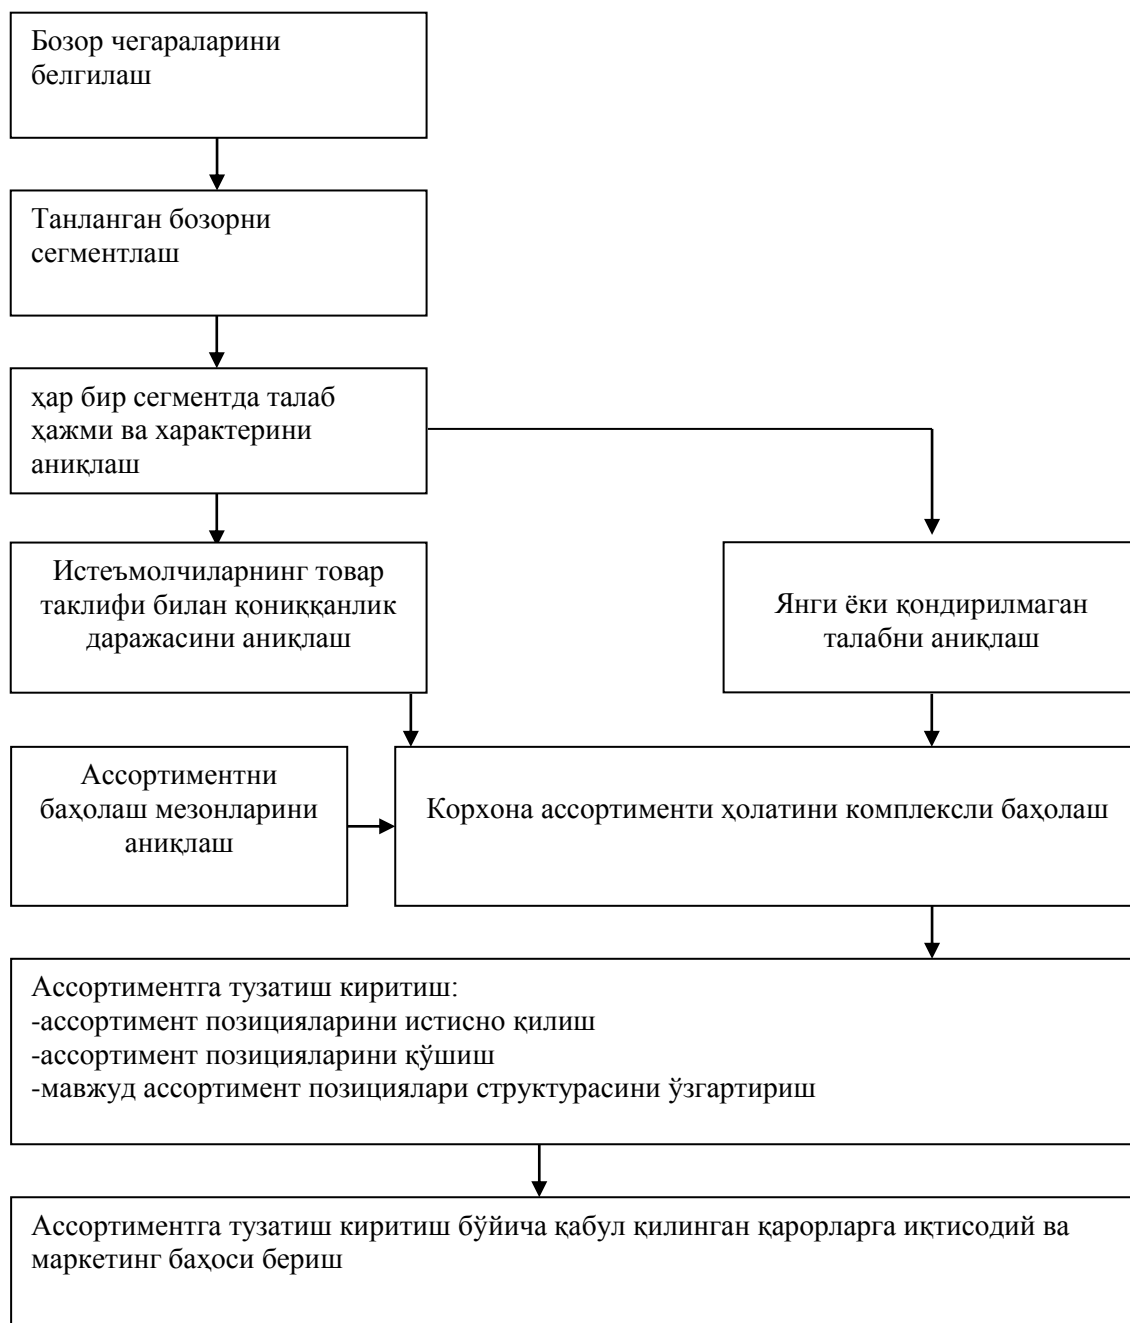 Бозор чегараларини
белгилаш
Танланган бозорни
сегментлаш
ҳар бир сегментда талаб
ҳажми ва характерини
аниқлаш
Истеъмолчиларнинг товар
таклифи билан қониққанлик
даражасини аниқлаш
Янги ёки қондирилмаган
талабни аниқлаш
Ассортиментни
баҳолаш мезонларини
аниқлаш
Корхона ассортименти ҳолатини комплексли баҳолаш
Ассортиментга тузатиш киритиш:
-ассортимент позицияларини истисно қилиш
-ассортимент позицияларини қўшиш
-мавжуд ассортимент позициялари структурасини ўзгартириш
Ассортиментга тузатиш киритиш бўйича қабул қилинган қарорларга иқтисодий ва
маркетинг баҳоси бериш